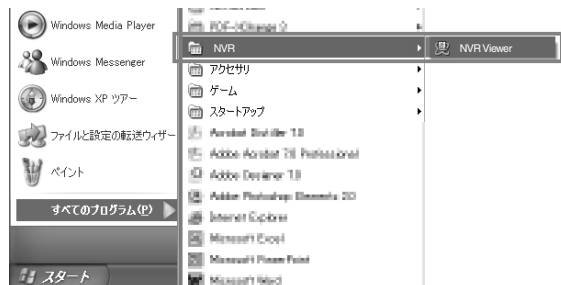 Windows Media Player
Windows Messenger
Windows XP ツアー
ファイルと設定の転送ウィザー
ペイント
すべてのプログラム(P)
スタート
NVR
アクセサリ
ゲーム
スタートアップ
Acrobat Distiller 7.0
Adobe Acrobat 7.0 Professional
Adobe Designer 7.0
Adobe Photoshop Elements 2.0
Internet Explorer
Microsoft Excel
Microsoft PowerPoint
Microsoft Word
NVR Viewer